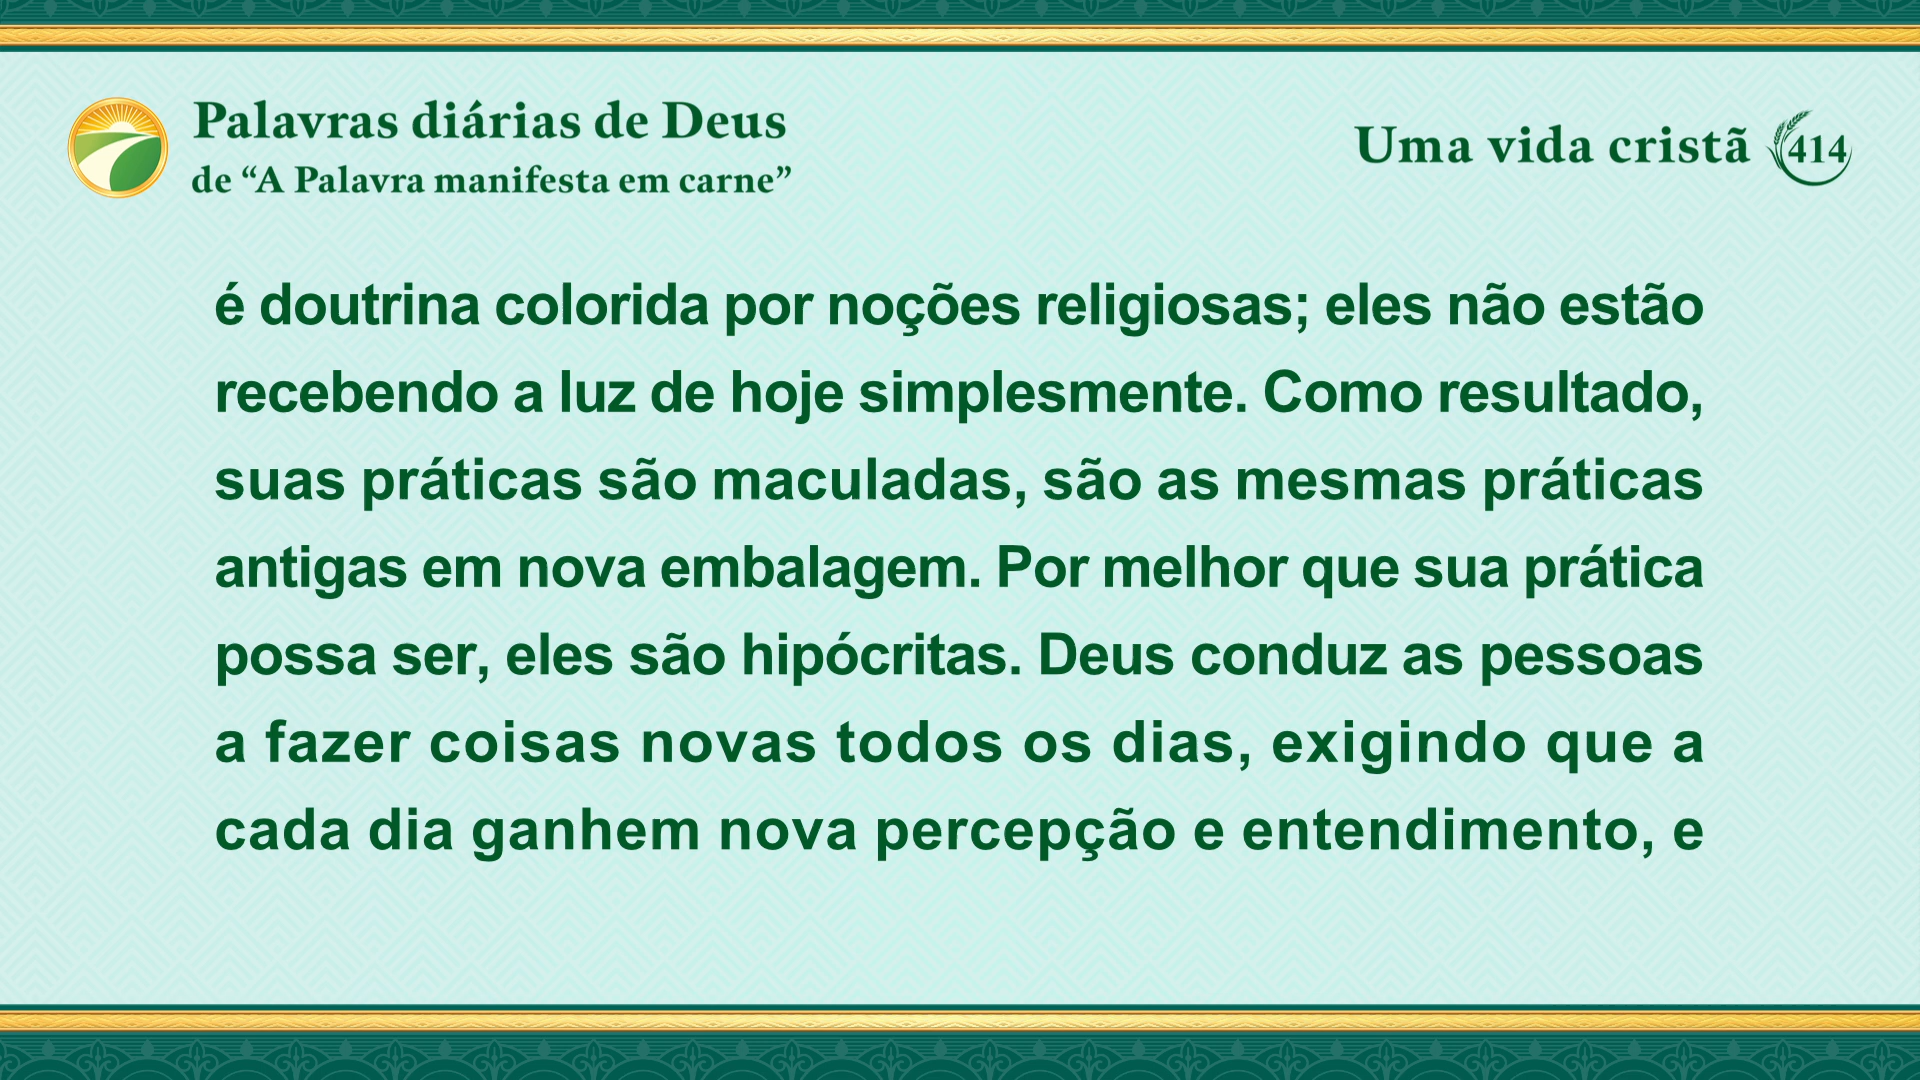 Palavras diárias de Deus
de “A Palavra manifesta em carne”
Uma vida cristã 414
é doutrina colorida por noções religiosas; eles não estão
recebendo a luz de hoje simplesmente. Como resultado,
suas práticas são maculadas, são as mesmas práticas
antigas em nova embalagem. Por melhor que sua prática
possa ser, eles são hipócritas. Deus conduz as pessoas
a fazer coisas novas todos os dias, exigindo que a
cada dia ganhem nova percepção e entendimento, e